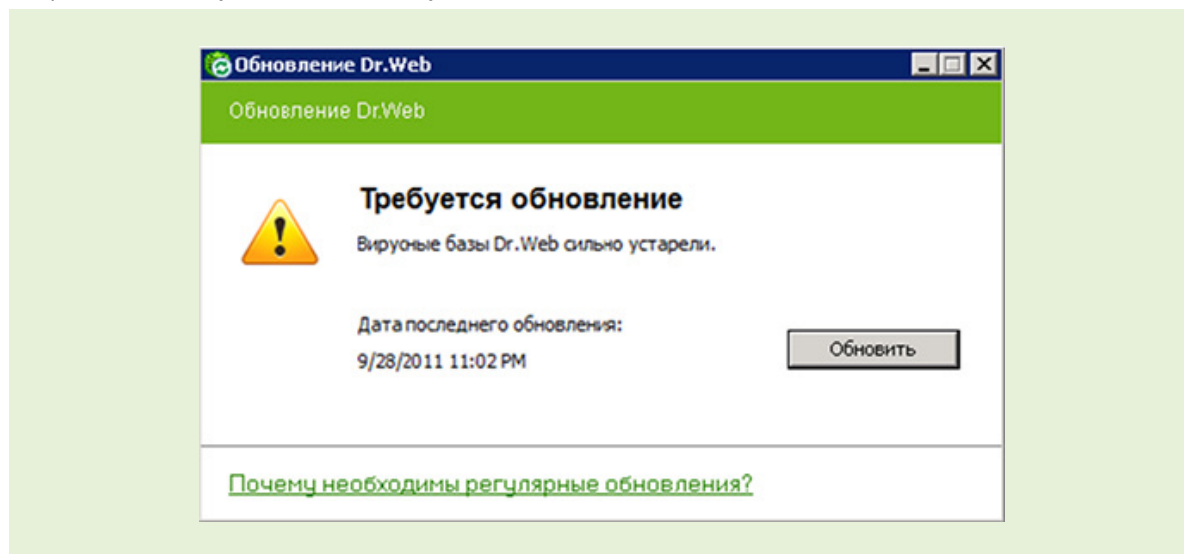 Обновление Dr.Web
Обновление Dr.Web
Требуется обновление
Вирусные базы Dr.Web сильно устарели.
Дата последнего обновления:
9/28/2011 11:02 PM
Обновить
Почему необходимы регулярные обновления?